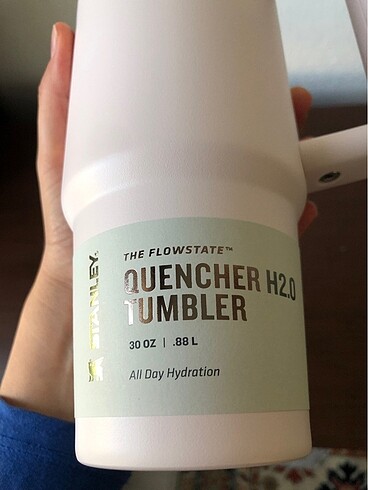 STANLEY.
THE FLOWSTATE™
QUENCHER H2.0
TUMBLER
30 OZ | .88 L
All Day Hydration